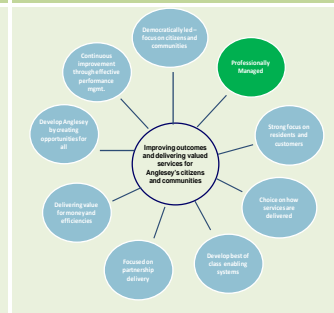 Democratically led –
focus on citizens and
communities
Professionally
Managed
Strong focus on
residents and
customers
Choice on how
services are
delivered
Develop best of
class enabling
systems
Focused on
partnership
delivery
Delivering value
for money and
efficiencies
Develop Anglesey
by creating
opportunities for
all
Continuous
improvement
through effective
performance
mgmt.
Improving outcomes
and delivering valued
services for
Anglesey's citizens
and communities